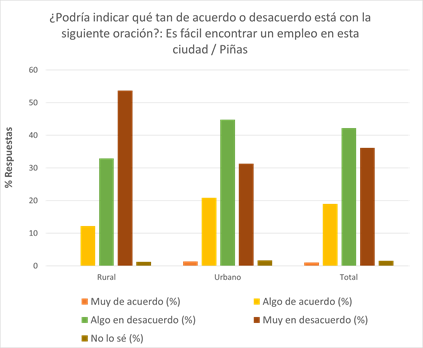 ¿Podría indicar qué tan de acuerdo o desacuerdo está con la
siguiente oración?: Es fácil encontrar un empleo en esta
ciudad / Piñas
60
50
40
30
20
10
0
% Respuestas
Rural
Urbano
Total
Muy de acuerdo (%)
Algo de acuerdo (%)
Algo en desacuerdo (%)
Muy en desacuerdo (%)
No lo sé (%)